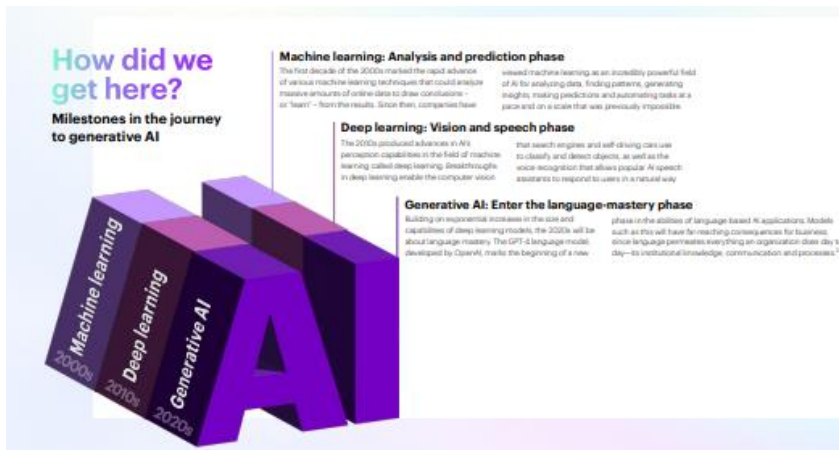 How did we
get here?
Milestones in the journey
to generative AI
Machine learning: Analysis and prediction phase
The first decade of the 2000s marked the rapid advance
of various machine learning techniques that could analyze
massive amounts of online data to draw conclusions –
or "learn" – from the results. Since then, companies have
viewed machine learning as an incredibly powerful field
of AI for analyzing data, finding patterns, generating
insights, making predictions and automating tasks at a
pace and on a scale that was previously impossible.
Deep learning: Vision and speech phase
The 2010s produced advances in AI's
perception capabilities in the field of machine
learning called deep learning. Breakthroughs
in deep learning enable the computer vision
that search engines and self-driving cars use
to classify and detect objects, as well as the
voice recognition that allows popular AI speech
assistants to respond to users in a natural way.
Generative AI: Enter the language-mastery phase
Building on exponential increases in the size and
capabilities of deep learning models, the 2020s will be
about language mastery. The GPT-4 language model,
developed by OpenAI, marks the beginning of a new
phase in the abilities of language-based AI applications. Models
such as this will have far-reaching consequences for business,
since language permeates everything an organization does day
day—its institutional knowledge, communication and processes.
Machine learning
2000s
Deep learning
2010s
Generative AI
2020s
AI